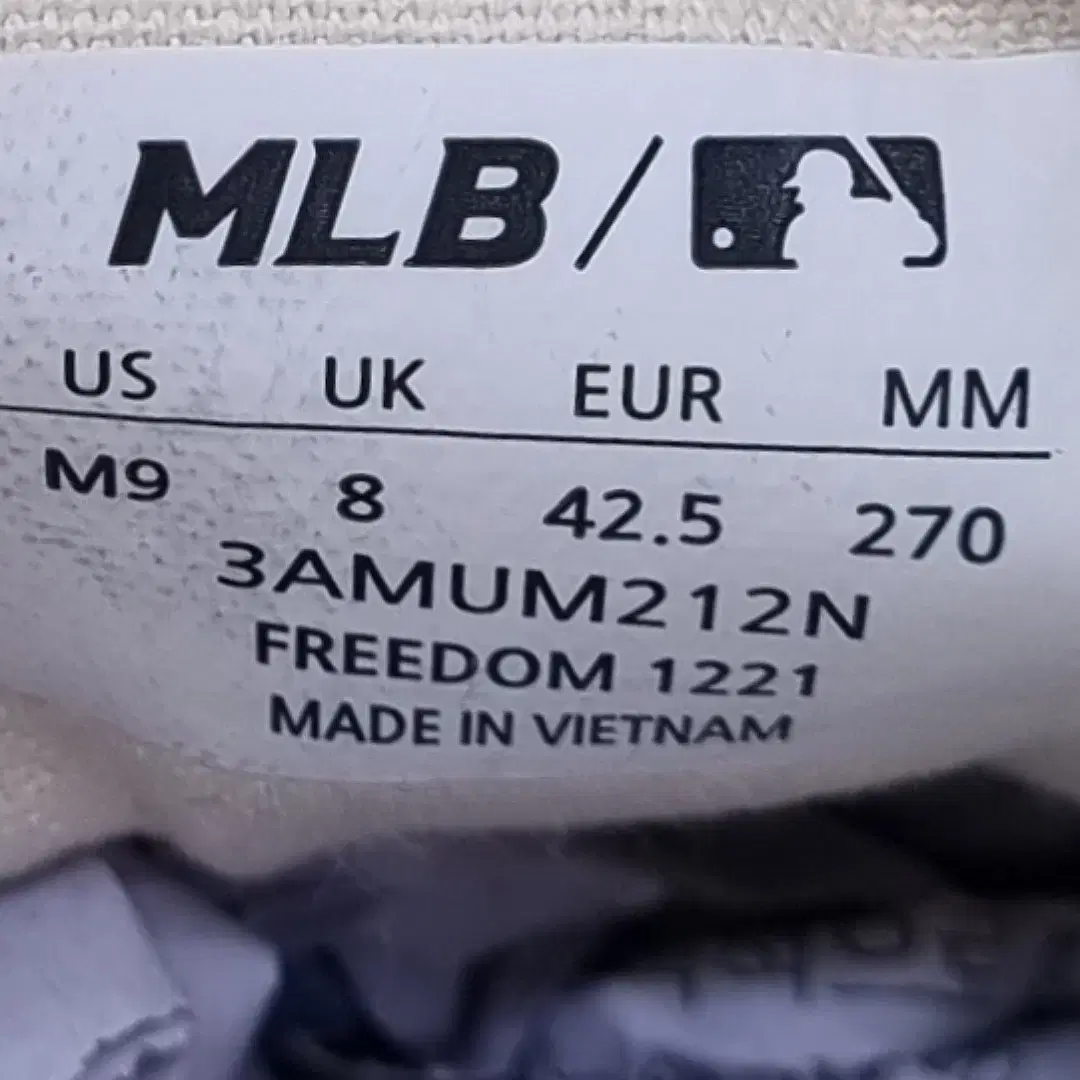 MLB /
US UK EUR MM
M9 8 42.5 270
3AMUM212N
FREEDOM 1221
MADE IN VIETNAM